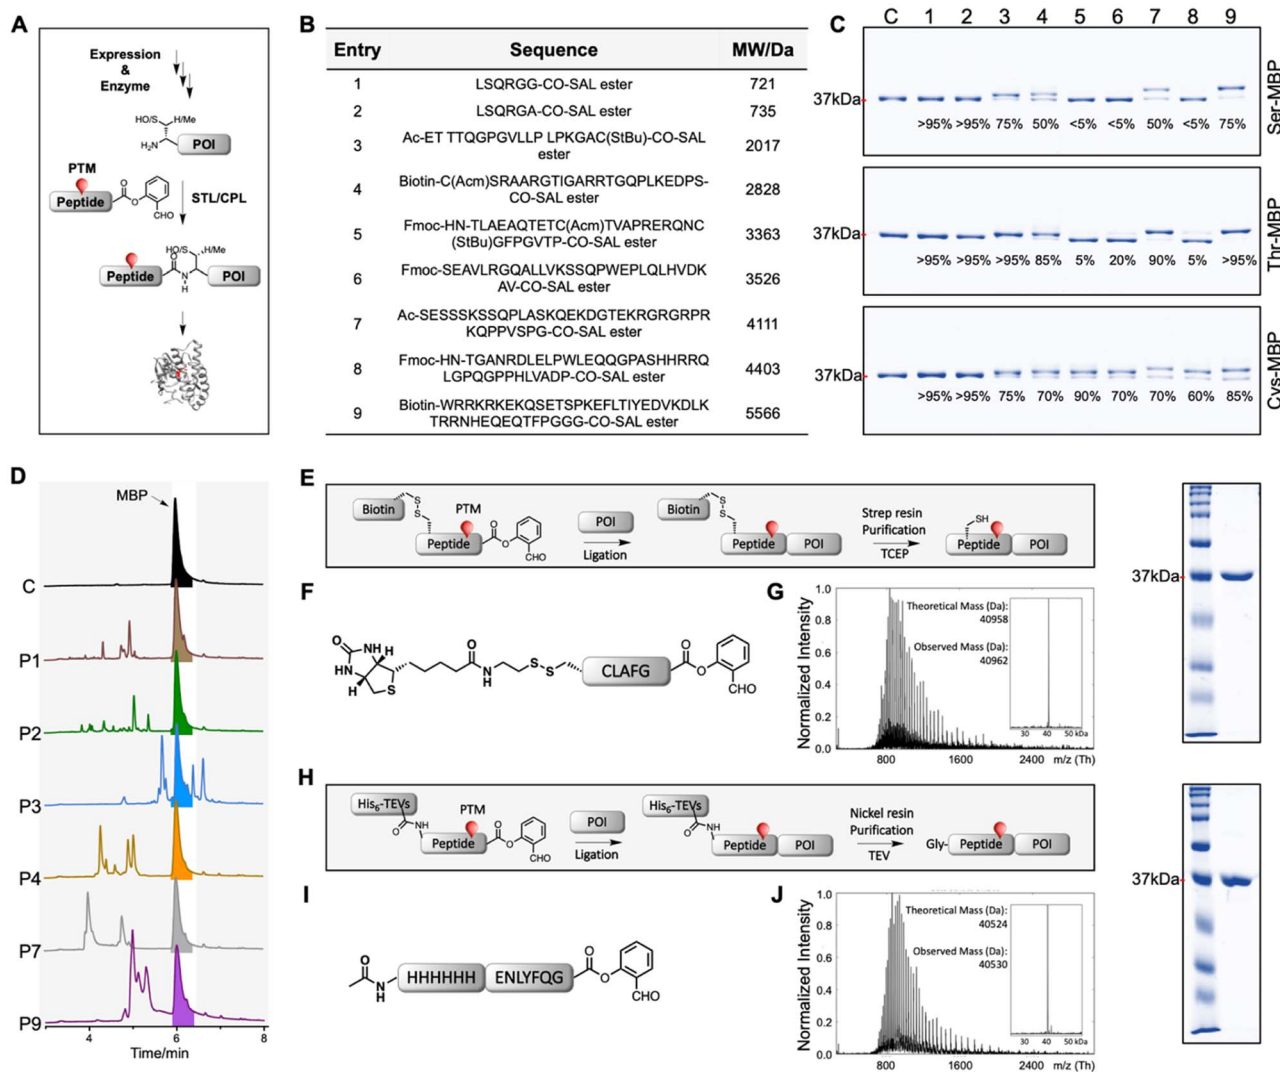 A
Expression
&
Enzyme
HO/S
H/Me
H₂N
POI
PTM
Peptide
O
O
CHO
STL/CPL
HO/S
H/Me
O
Peptide
N
H
POI
B
Entry Sequence MW/Da
1 LSQRGG-CO-SAL ester 721
2 LSQRGA-CO-SAL ester 735
3 Ac-ET TTQGPGVLLP LPKGAC(StBu)-CO-SAL 2017
ester
4 Biotin-C(Acm)SRAARGTIGARRTGQPLKEDPS- 2828
CO-SAL ester
5 Fmoc-HN-TLAEAQTETC(Acm)TVAPRERQNC 3363
(StBu)GFPGVTP-CO-SAL ester
6 Fmoc-SEAVLRGQALLVKSSQPWEPLQLHVDK 3526
AV-CO-SAL ester
7 Ac-SESSSKSSQPLASKQEKDGTEKRGRGRPR 4111
KQPPVSPG-CO-SAL ester
8 Fmoc-HN-TGANRDLELPWLEQQGPASHHRRQ 4403
LGPQGPPHLVADP-CO-SAL ester
9 Biotin-WRRKRKEKQSETSPKEFLTIYEDVKDLK 5566
TRRNHEQEQTFPGGG-CO-SAL ester
C
C 1 2 3 4 5 6 7 8 9
37kDa
>95% >95% 75% 50% <5% <5% 50% <5% 75%
Ser-MBP
37kDa
>95% >95% >95% 85% 5% 20% 90% 5% >95%
Thr-MBP
37kDa
>95% >95% 75% 70% 90% 70% 70% 60% 85%
Cys-MBP
D
MBP
C
P1
P2
P3
P4
P7
P9
4 6 8
Time/min
E
Biotin
S
S
PTM
Peptide
O
O
CHO
POI
Ligation
Biotin
S
S
Peptide
POI
Strep resin
Purification
TCEP
SH
Peptide
POI
37kDa
F
O
NH
H
HN
H
S
O
N
H
S
S
CLAFG
O
O
CHO
G
Normalized Intensity
1.0
0.8
0.6
0.4
0.2
0.0
Theoretical Mass (Da):
40958
Observed Mass (Da):
40962
30 40 50 kDa
800 1600 2400 m/z (Th)
H
His₆-TEVs
O
NH
PTM
Peptide
O
O
CHO
POI
Ligation
His₆-TEVs
O
NH
Peptide
POI
Nickel resin
Purification
TEV
Gly-
Peptide
POI
37kDa
I
O
N
H
HHHHHH
ENLYFQG
O
O
CHO
J
Normalized Intensity
1.0
0.8
0.6
0.4
0.2
0.0
Theoretical Mass (Da):
40524
Observed Mass (Da):
40530
30 40 50 kDa
800 1600 2400 m/z (Th)